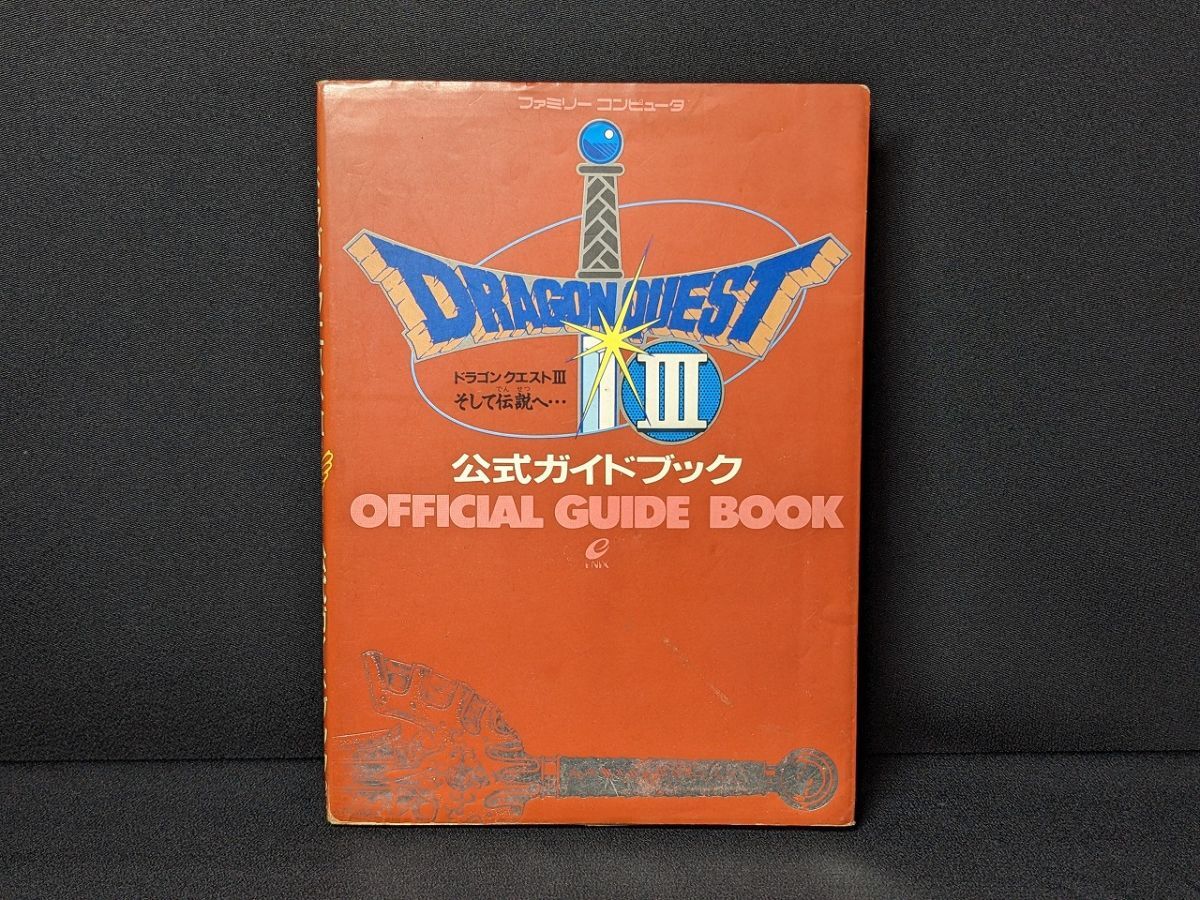 ファミリー コンピュータ
DRAGON QUEST
III
ドラゴンクエストIII
でんせつ
そして伝説へ…
公式ガイドブック
OFFICIAL GUIDE BOOK
ENIX